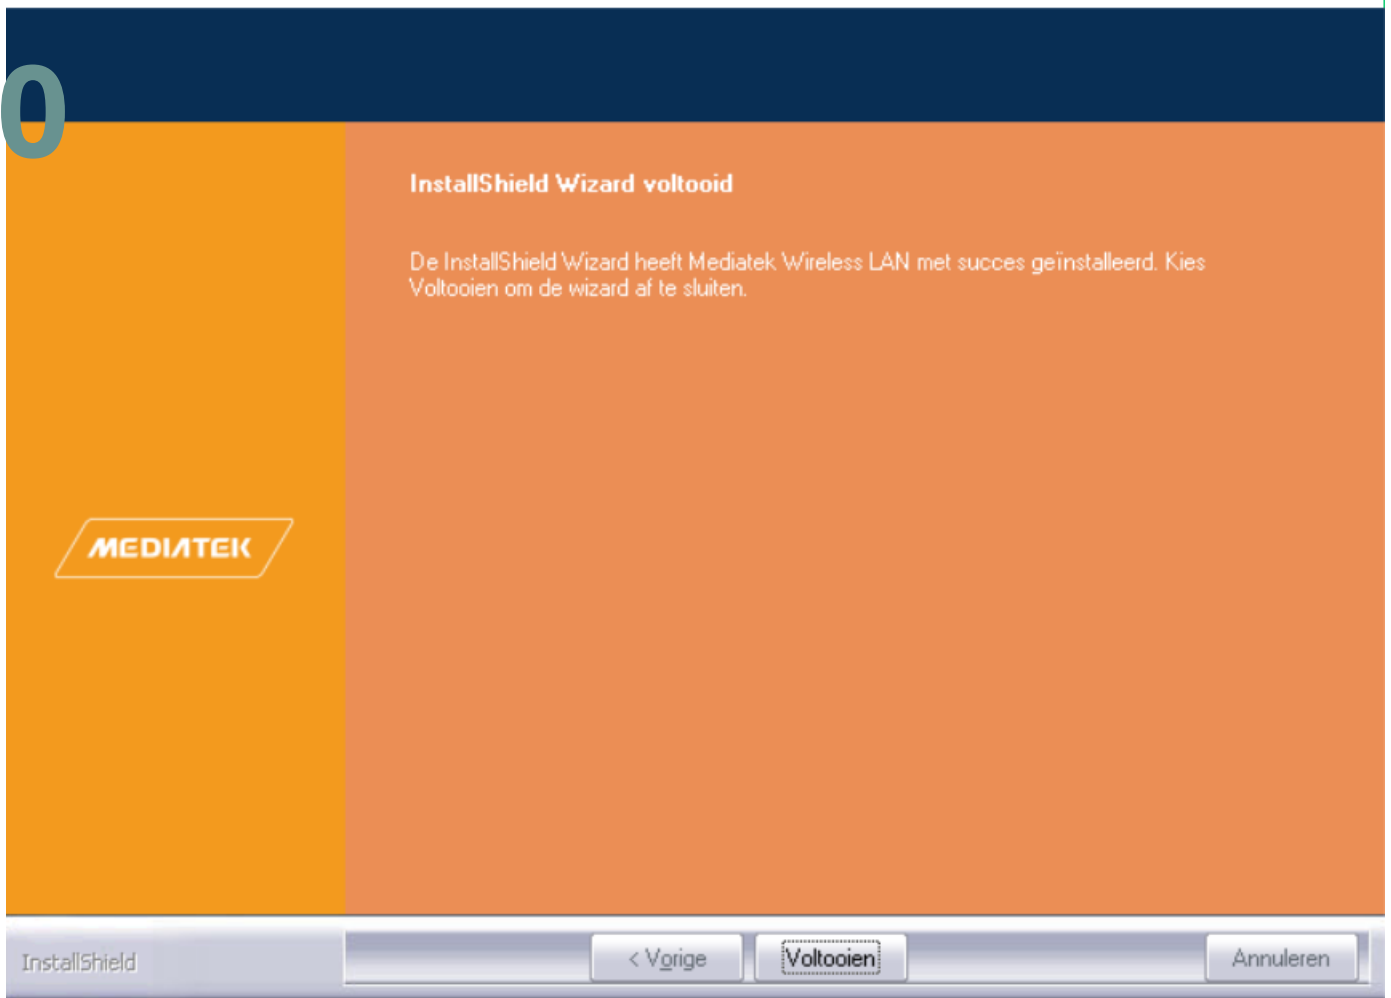 0
InstallShield Wizard voltooid
De InstallShield Wizard heeft Mediatek Wireless LAN met succes geïnstalleerd. Kies
Voltooien om de wizard af te sluiten.
MEDIATEK
InstallShield
< Vorige
Voltooien
Annuleren